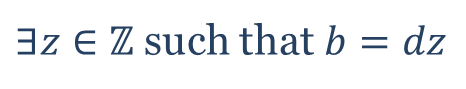 ∃z ∈ ℤ such that b = dz